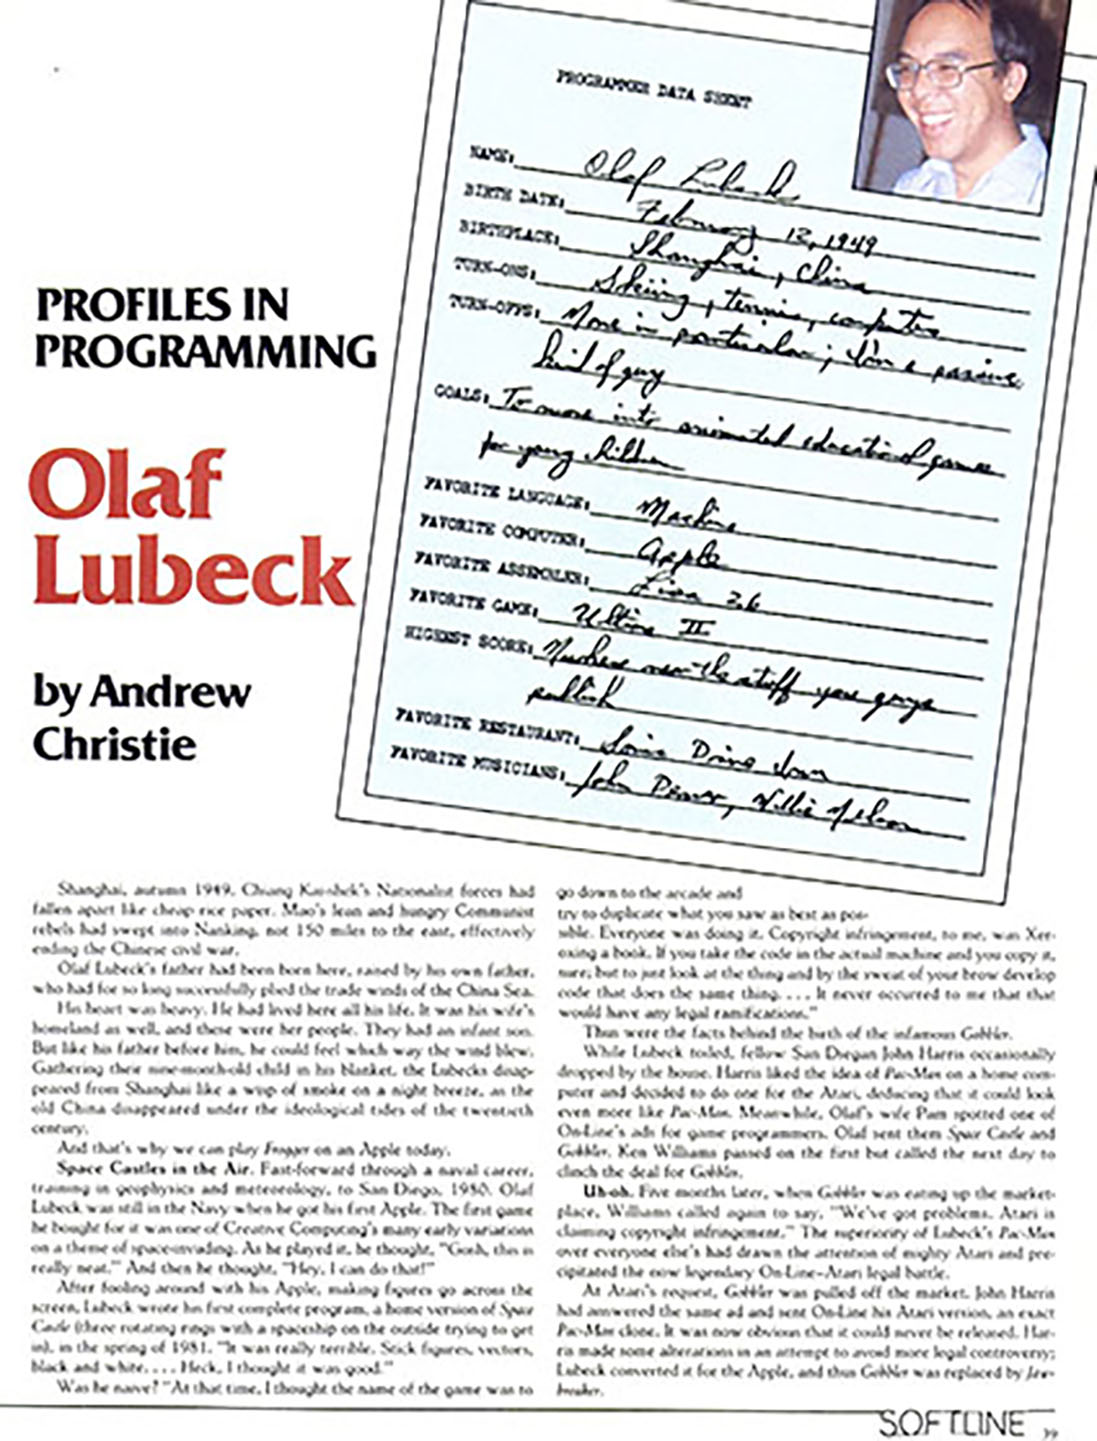 PROGRAMMER DATA SHEET
NAME: Olaf Lubeck
BIRTH DATE: February 12, 1949
BIRTHPLACE: Shanghai, China
TURN-ONS: Skiing, tennis, computers
TURN-OFFS: None in particular; I'm a passive
kind of guy
GOALS: To move into animated educational games
for young children
FAVORITE LANGUAGE: Machine
FAVORITE COMPUTER: Apple
FAVORITE ASSEMBLER: Lisa 2.6
FAVORITE GAME: Ultima II
HIGHEST SCORE: Nowhere near the stuff you guys
publish
FAVORITE RESTAURANT:
FAVORITE MUSICIANS: John Denver, Willie Nelson
PROFILES IN
PROGRAMMING
Olaf
Lubeck
by Andrew
Christie
Shanghai, autumn 1949. Chiang Kai-shek's Nationalist forces had
fallen apart like cheap rice paper. Mao's lean and hungry Communist
rebels had swept into Nanking, not 150 miles to the east, effectively
ending the Chinese civil war.
Olaf Lubeck's father had been born here, raised by his own father,
who had for so long successfully plied the trade winds of the China Sea.
His heart was heavy. He had lived here all his life. It was his wife's
homeland as well, and these were her people. They had an infant son.
But like his father before him, he could feel which way the wind blew.
Gathering their nine-month-old child in his blanket, the Lubecks disap-
peared from Shanghai like a wisp of smoke on a night breeze, as the
old China disappeared under the ideological tides of the twentieth
century.
And that's why we can play Frogger on an Apple today.
Space Castles in the Air. Fast-forward through a naval career,
training in geophysics and meteorology, to San Diego, 1980. Olaf
Lubeck was still in the Navy when he got his first Apple. The first game
he bought for it was one of Creative Computing's many early variations
on a theme of space-invading. As he played it, he thought, "Gosh, this is
really neat." And then he thought, "Hey, I can do that!"
After fooling around with his Apple, making figures go across the
screen, Lubeck wrote his first complete program, a home version of Space
Castle (three rotating rings with a spaceship on the outside trying to get
in), in the spring of 1981. "It was really terrible. Stick figures, vectors,
black and white. . . . Heck, I thought it was good."
Was he naive? "At that time, I thought the name of the game was to
go down to the arcade and
try to duplicate what you saw as best as pos-
sible. Everyone was doing it. Copyright infringement, to me, was Xer-
oxing a book. If you take the code in the actual machine and you copy it,
sure; but to just look at the thing and by the sweat of your brow develop
code that does the same thing. . . . It never occurred to me that that
would have any legal ramifications."
Thus were the facts behind the birth of the infamous Gobbler.
While Lubeck toiled, fellow San Diegan John Harris occasionally
dropped by the house. Harris liked the idea of Pac-Man on a home com-
puter and decided to do one for the Atari, deducing that it could look
even more like Pac-Man. Meanwhile, Olaf's wife Pam spotted one of
On-Line's ads for game programmers. Olaf sent them Space Castle and
Gobbler. Ken Williams passed on the first but called the next day to
clinch the deal for Gobbler.
Uh-oh. Five months later, when Gobbler was eating up the market-
place, Williams called again to say, "We've got problems. Atari is
claiming copyright infringement." The superiority of Lubeck's Pac-Man
over everyone else's had drawn the attention of mighty Atari and pre-
cipitated the now legendary On-Line–Atari legal battle.
At Atari's request, Gobbler was pulled off the market. John Harris
had answered the same ad and sent On-Line his Atari version, an exact
Pac-Man clone. It was now obvious that it could never be released. Har-
ris made some alterations in an attempt to avoid more legal controversy;
Lubeck converted it for the Apple, and thus Gobbler was replaced by Jaw-
breaker.
SOFTLINE 39